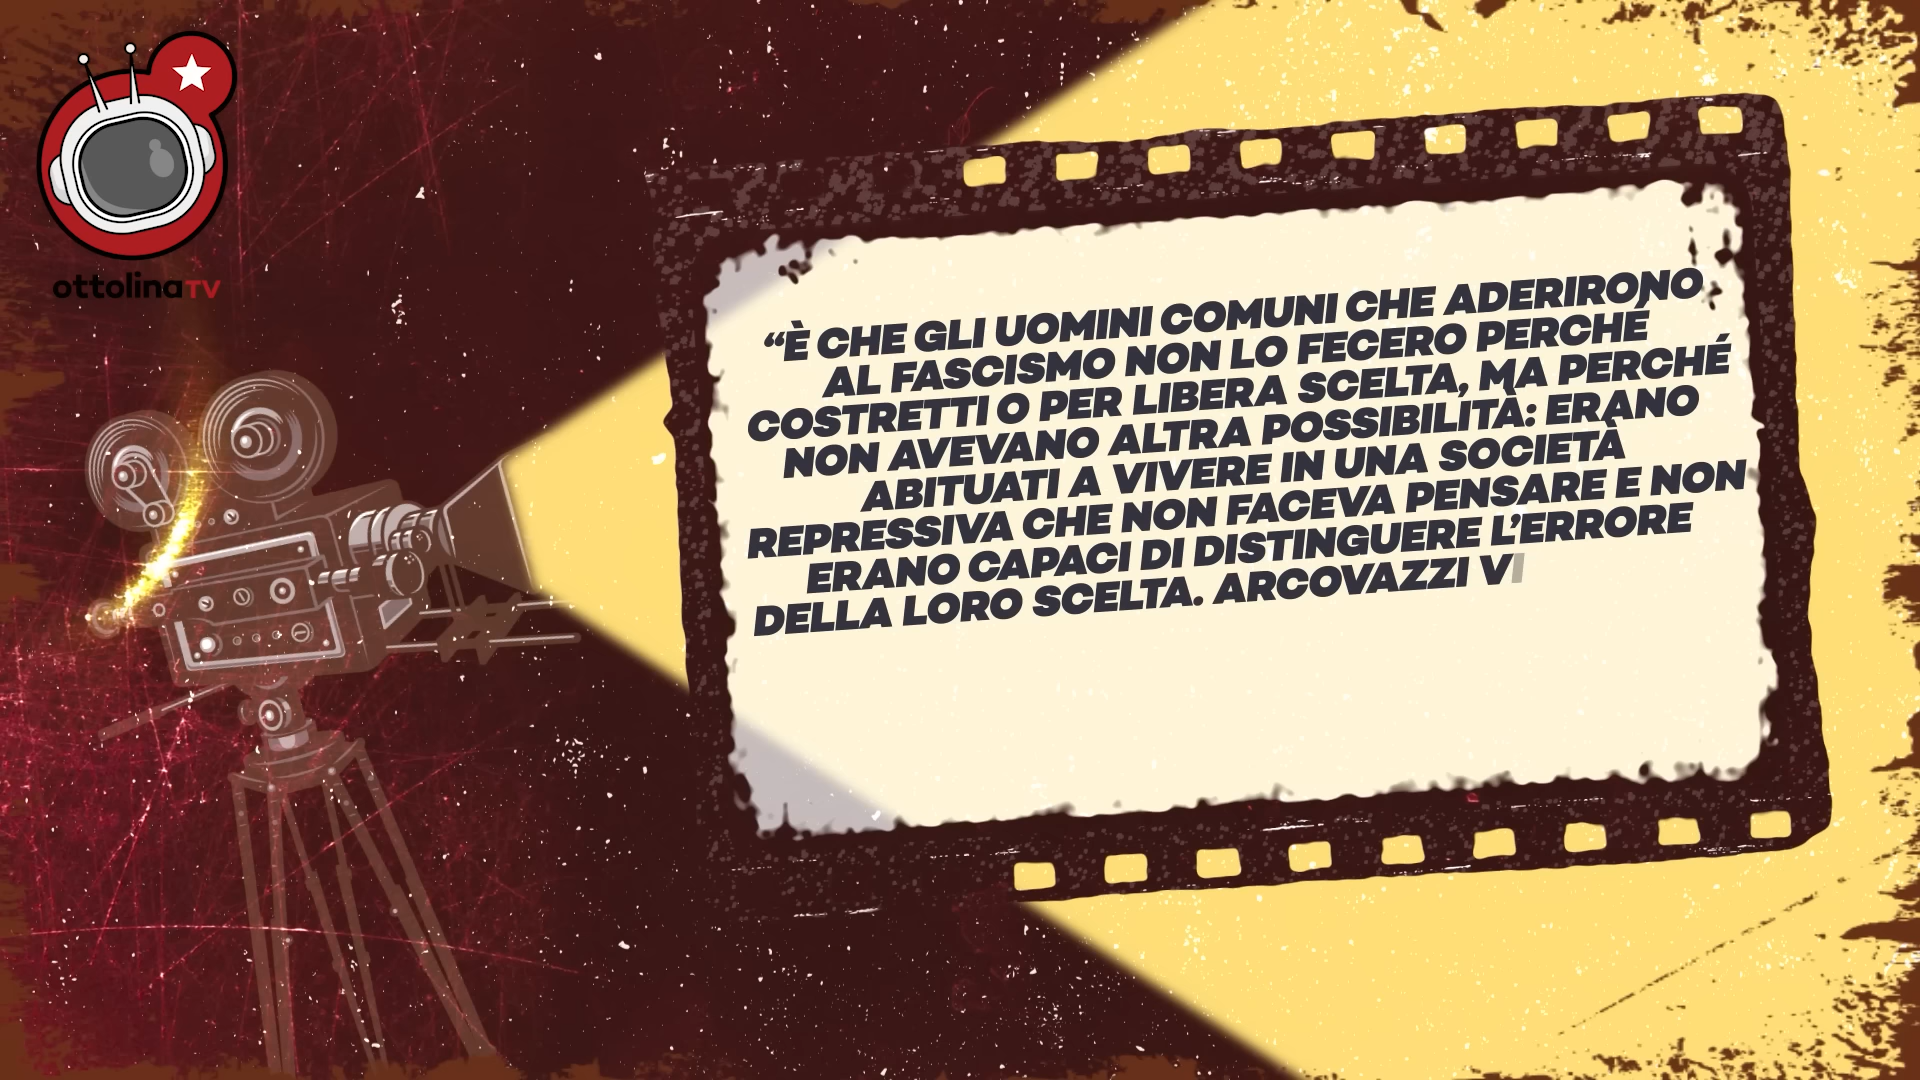 ottolinaTV
“È CHE GLI UOMINI COMUNI CHE ADERIRONO
AL FASCISMO NON LO FECERO PERCHÉ
COSTRETTI O PER LIBERA SCELTA, MA PERCHÉ
NON AVEVANO ALTRA POSSIBILITÀ: ERANO
ABITUATI A VIVERE IN UNA SOCIETÀ
REPRESSIVA CHE NON FACEVA PENSARE E NON
ERANO CAPACI DI DISTINGUERE L’ERRORE
DELLA LORO SCELTA. ARCOVAZZI VI